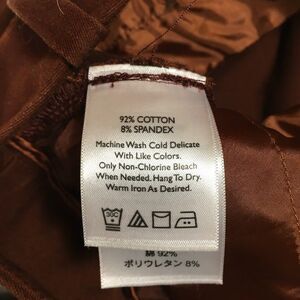 92% COTTON
8% SPANDEX
Machine Wash Cold Delicate
With Like Colors.
Only Non-Chlorine Bleach
When Needed. Hang To Dry.
Warm Iron As Desired.
綿 92%
ポリウレタン 8%